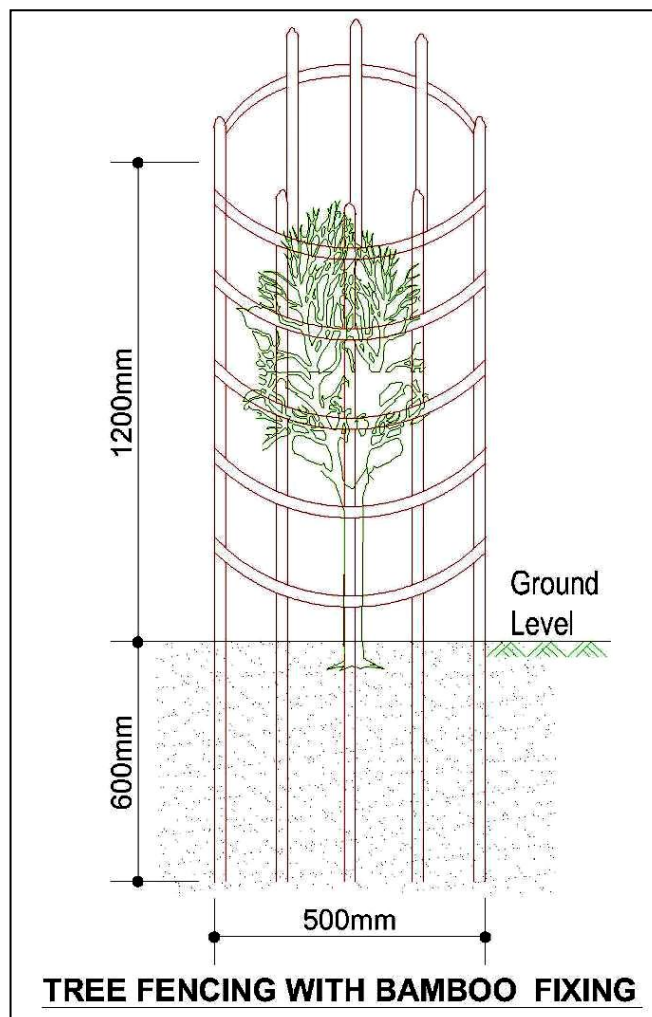 1200mm
Ground
Level
600mm
500mm
TREE FENCING WITH BAMBOO FIXING